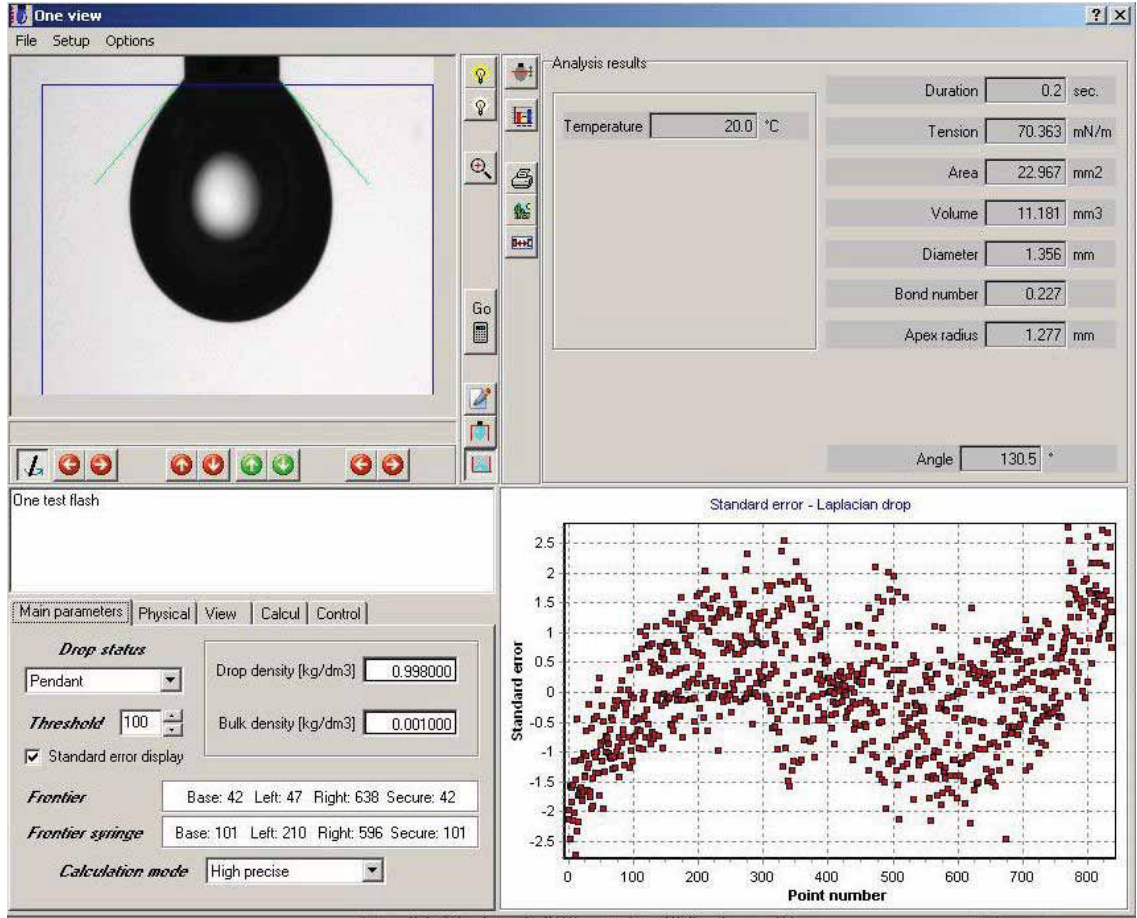 One view
File Setup Options
Analysis results
Temperature 20.0 °C
Duration 0.2 sec.
Tension 70.363 mN/m
Area 22.967 mm2
Volume 11.181 mm3
Diameter 1.356 mm
Bond number 0.227
Apex radius 1.277 mm
Angle 130.5 °
Go
One test flash
Main parameters Physical View Calcul Control
Drop status
Pendant
Threshold 100
Standard error display
Drop density [kg/dm3] 0.998000
Bulk density [kg/dm3] 0.001000
Frontier Base: 42 Left: 47 Right: 638 Secure: 42
Frontier syringe Base: 101 Left: 210 Right: 596 Secure: 101
Calculation mode High precise
Standard error - Laplacian drop
Standard error
2.5
2
1.5
1
0.5
0
-0.5
-1
-1.5
-2
-2.5
0 100 200 300 400 500 600 700 800
Point number